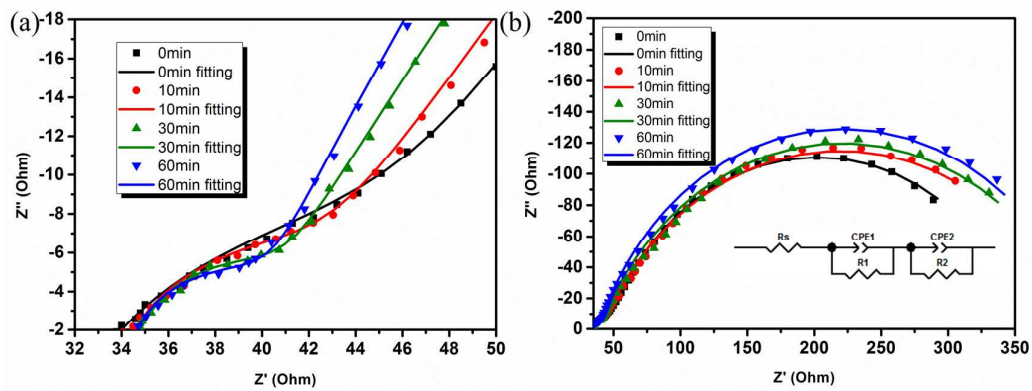 (a)
-18
-16
-14
-12
-10
-8
-6
-4
-2
Z'' (Ohm)
0min
0min fitting
10min
10min fitting
30min
30min fitting
60min
60min fitting
32 34 36 38 40 42 44 46 48 50
Z' (Ohm)
(b)
-200
-180
-160
-140
-120
-100
-80
-60
-40
-20
0
Z'' (Ohm)
0min
0min fitting
10min
10min fitting
30min
30min fitting
60min
60min fitting
Rs CPE1 CPE2
R1 R2
50 100 150 200 250 300 350
Z' (Ohm)